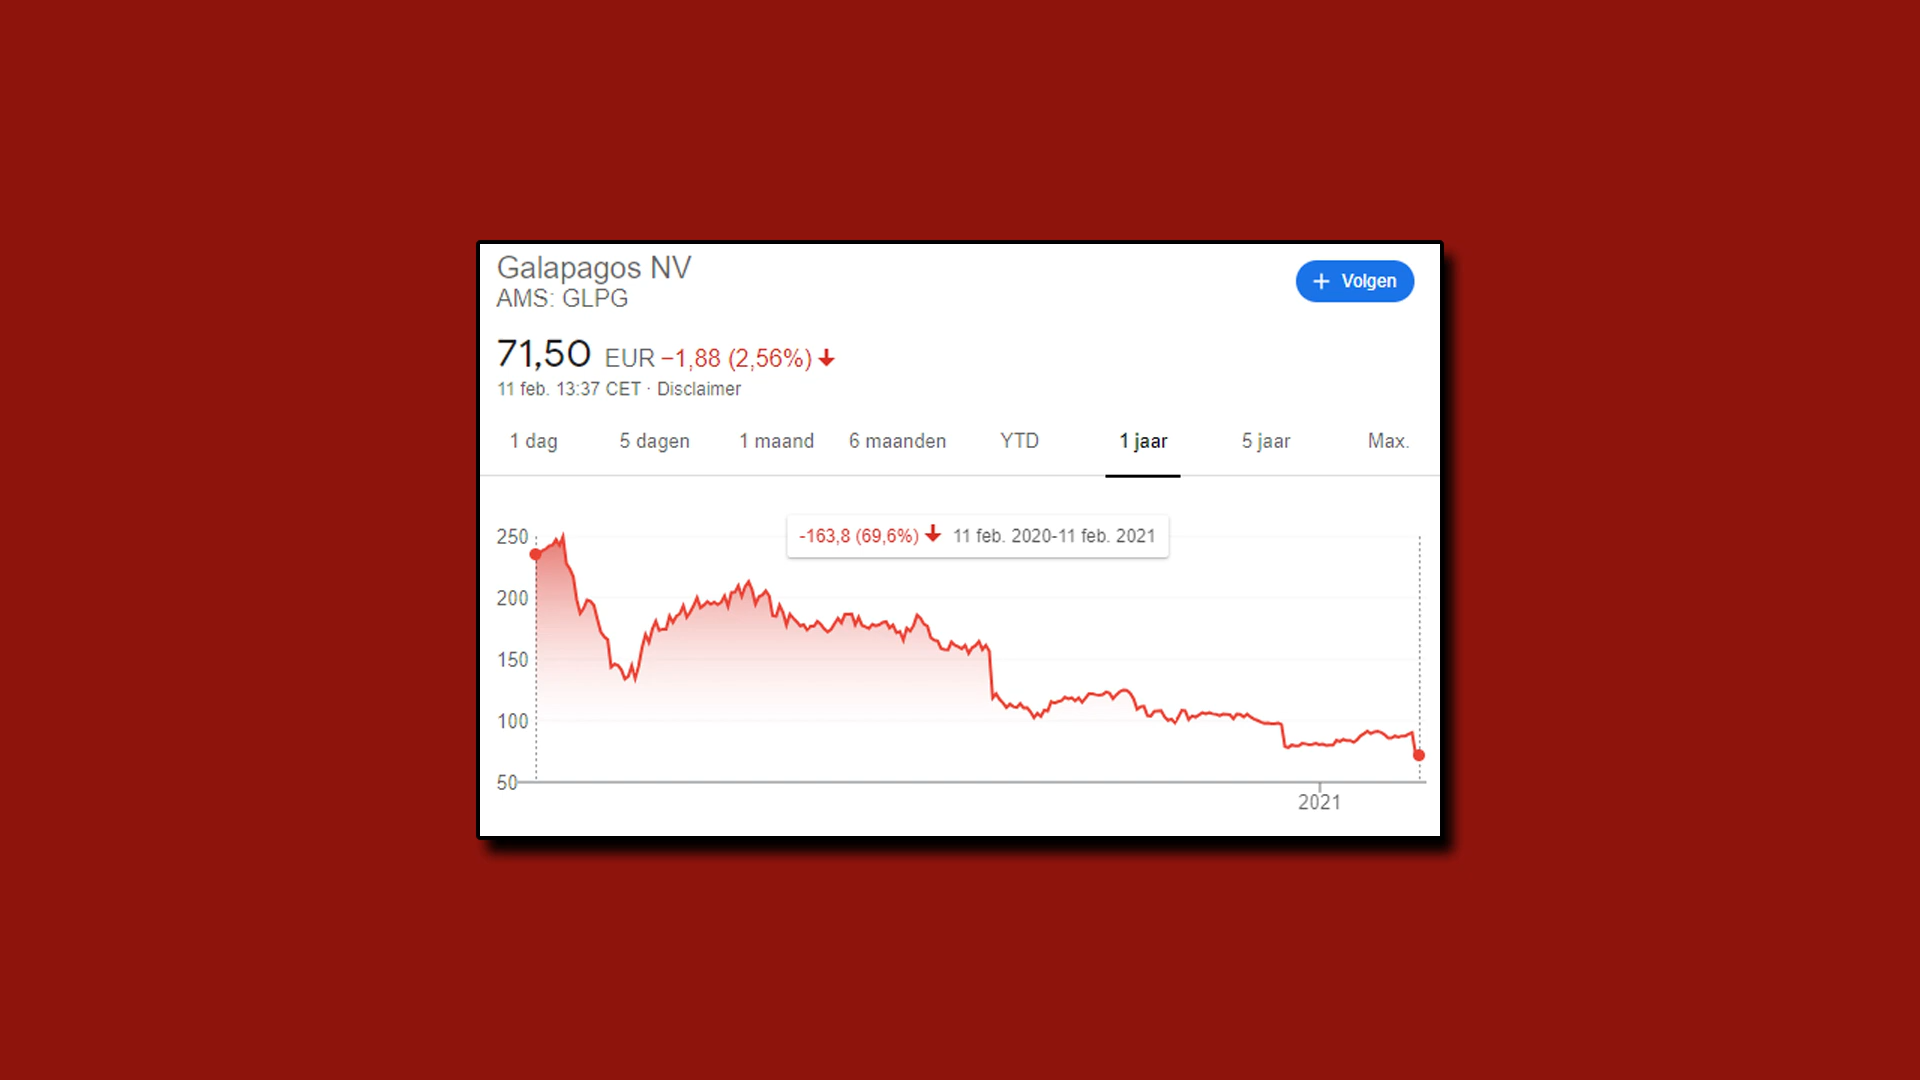 Galapagos NV
AMS: GLPG
+ Volgen
71,50 EUR −1,88 (2,56%)
11 feb. 13:37 CET · Disclaimer
1 dag 5 dagen 1 maand 6 maanden YTD 1 jaar 5 jaar Max.
-163,8 (69,6%) 11 feb. 2020-11 feb. 2021
250
200
150
100
50
2021